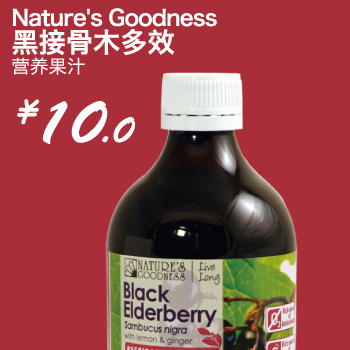 Nature's Goodness
黑接骨木多效
营养果汁
¥10.0
NATURE'S
GOODNESS
Live
Long
Black
Elderberry
Sambucus nigra
with lemon & ginger